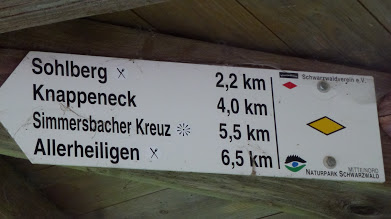 Sohlberg 2,2 km
Knappeneck 4,0 km
Simmersbacher Kreuz 5,5 km
Allerheiligen 6,5 km
Schwarzwaldverein e.V.
MITTE/NORD
NATURPARK SCHWARZWALD